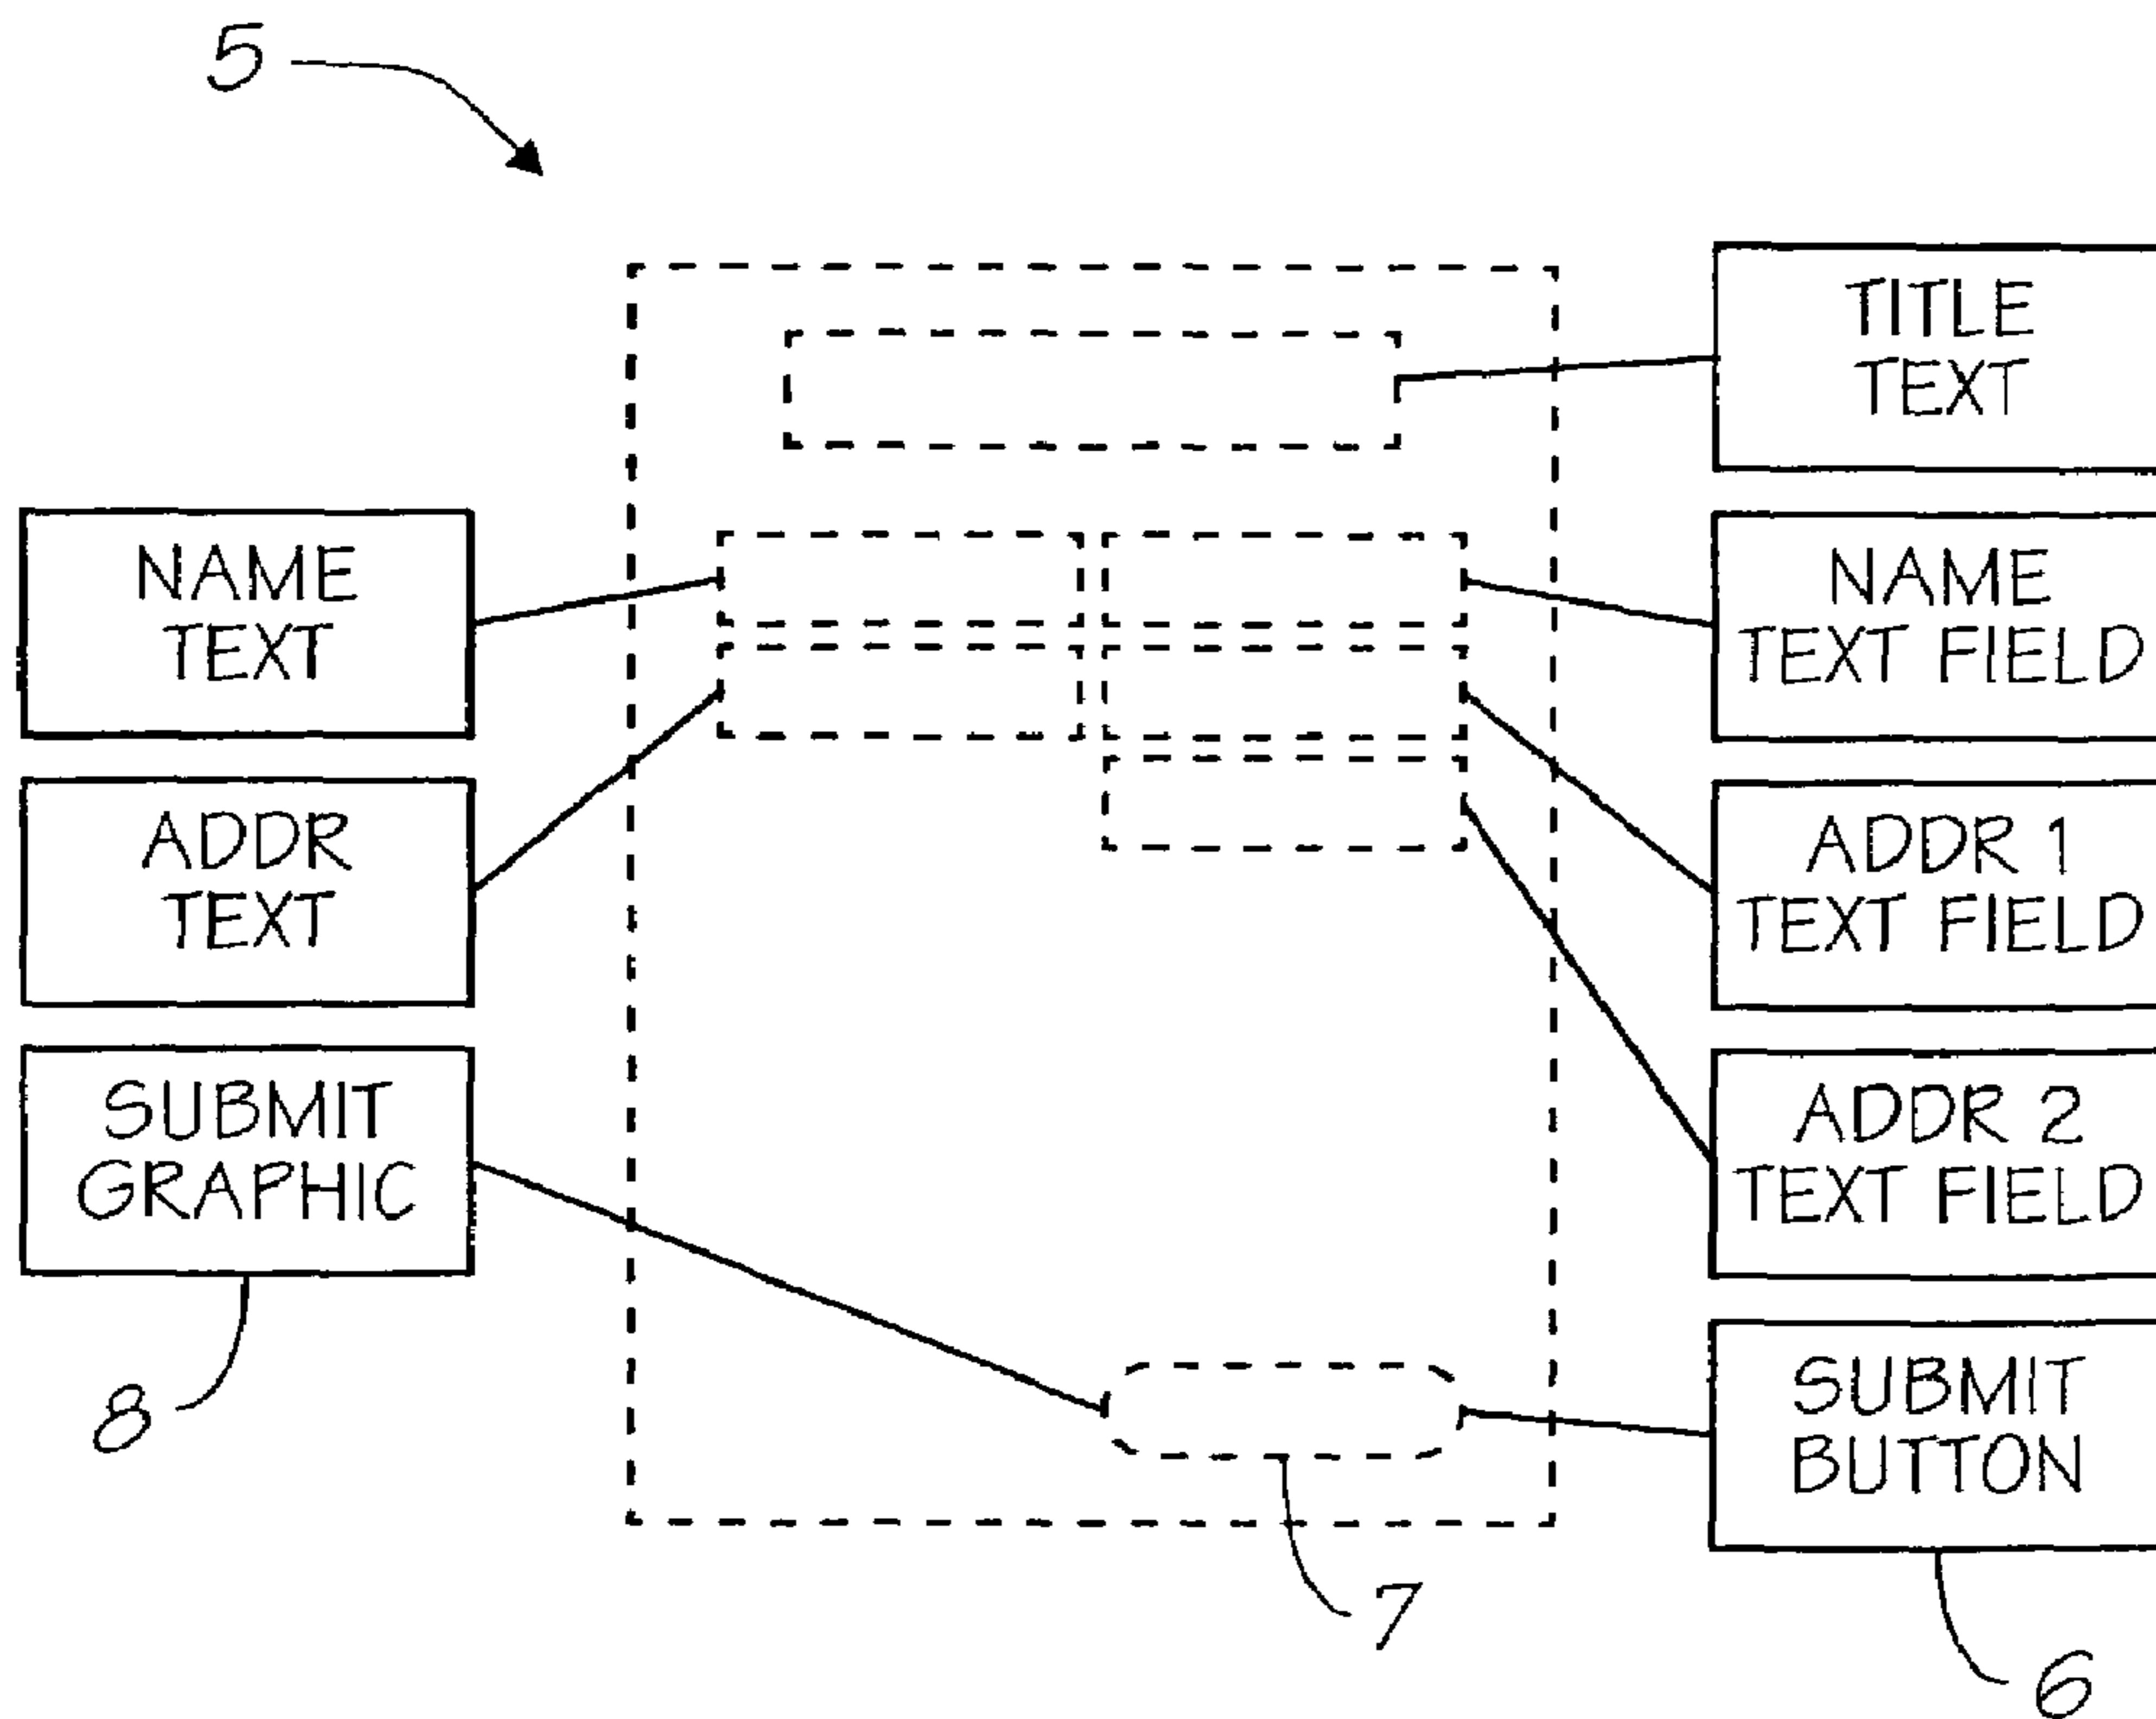 5
TITLE
TEXT
NAME
TEXT
NAME
TEXT FIELD
ADDR
TEXT
ADDR 1
TEXT FIELD
SUBMIT
GRAPHIC
ADDR 2
TEXT FIELD
SUBMIT
BUTTON
8
7
6